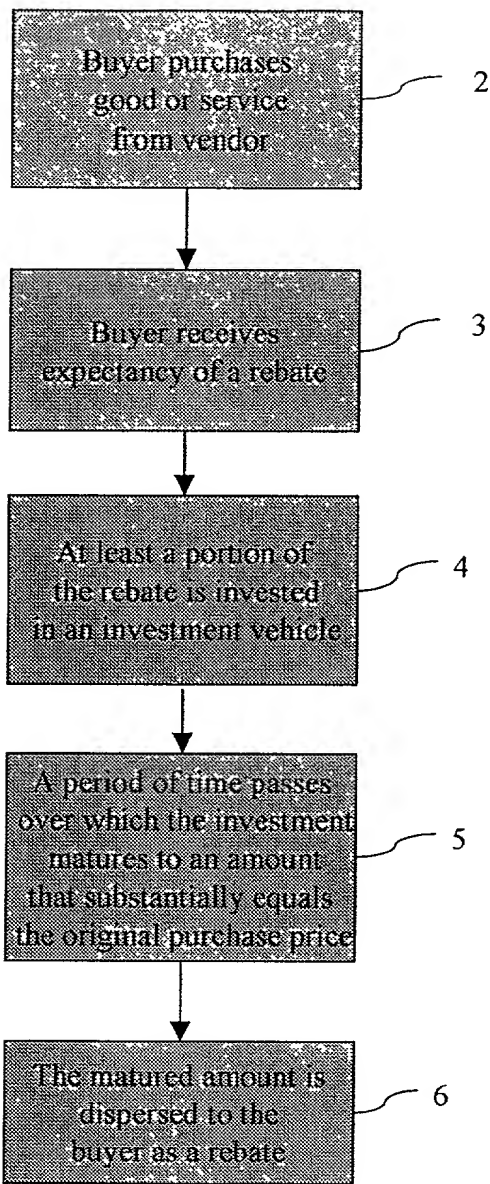 Buyer purchases
good or service
from vendor
2
Buyer receives
expectancy of a rebate
3
At least a portion of
the rebate is invested
in an investment vehicle
4
A period of time passes
over which the investment
matures to an amount
that substantially equals
the original purchase price
5
The matured amount is
dispersed to the
buyer as a rebate
6